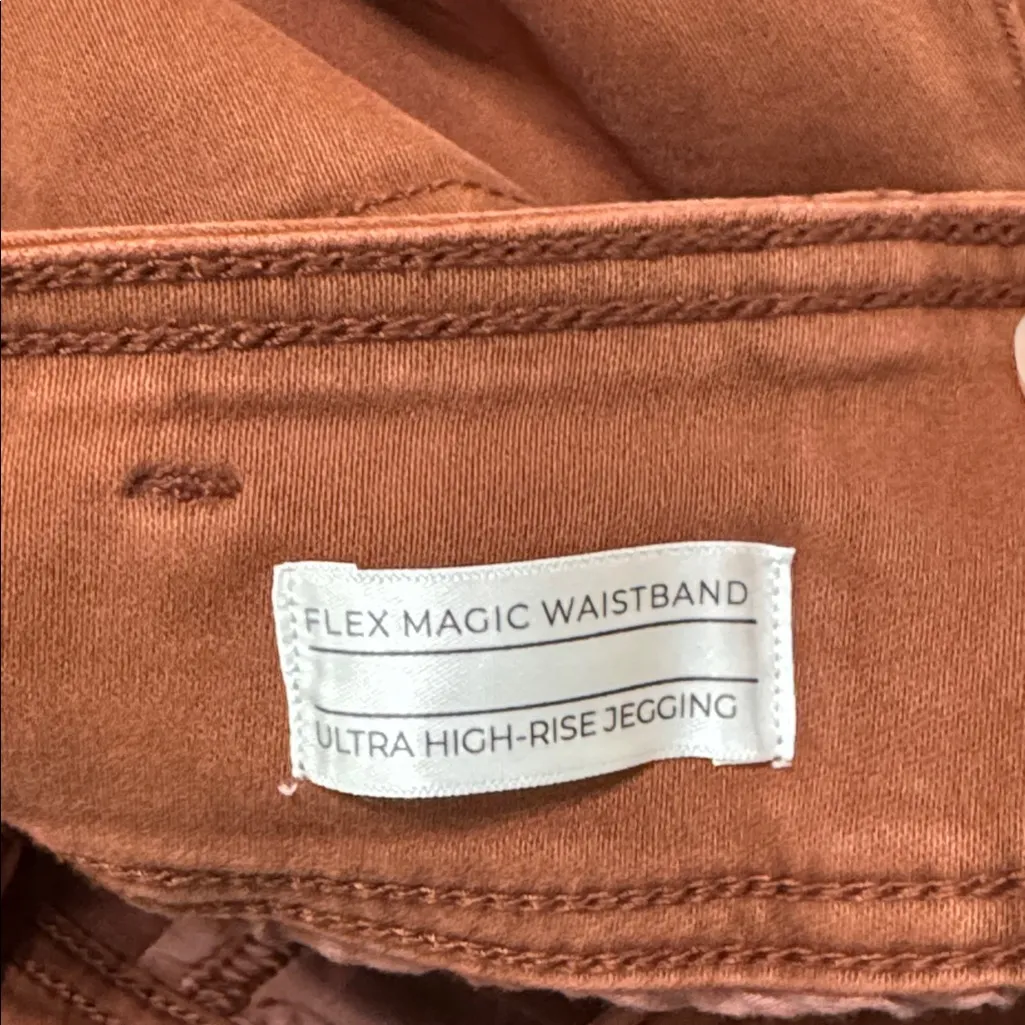 FLEX MAGIC WAISTBAND
ULTRA HIGH-RISE JEGGING